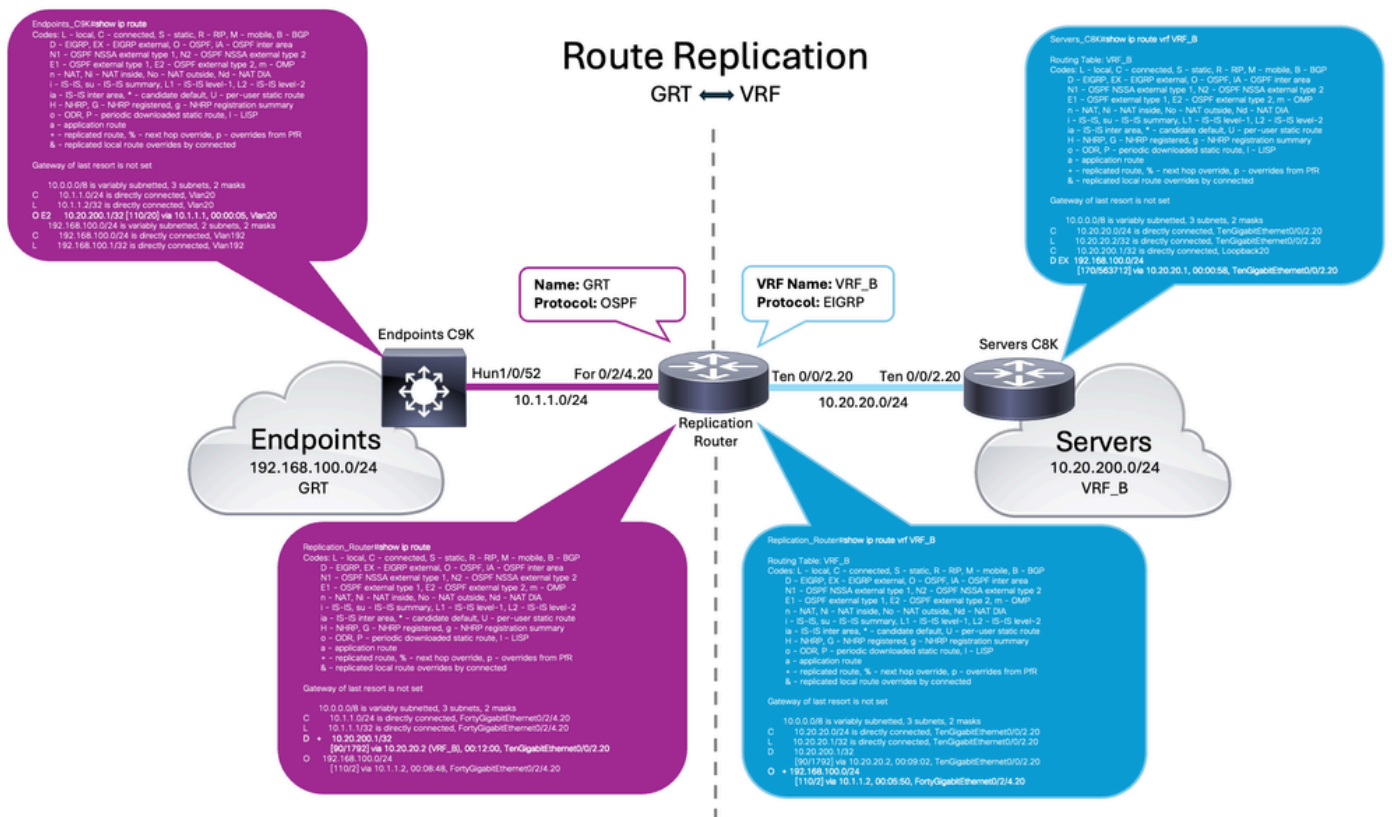 Route Replication
GRT ⟷ VRF
Endpoints_C9K#show ip route
Codes: L - local, C - connected, S - static, R - RIP, M - mobile, B - BGP
D - EIGRP, EX - EIGRP external, O - OSPF, IA - OSPF inter area
N1 - OSPF NSSA external type 1, N2 - OSPF NSSA external type 2
E1 - OSPF external type 1, E2 - OSPF external type 2, m - OMP
n - NAT, Ni - NAT inside, No - NAT outside, Nd - NAT DIA
i - IS-IS, su - IS-IS summary, L1 - IS-IS level-1, L2 - IS-IS level-2
ia - IS-IS inter area, * - candidate default, U - per-user static route
H - NHRP, G - NHRP registered, g - NHRP registration summary
o - ODR, P - periodic downloaded static route, l - LISP
a - application route
+ - replicated route, % - next hop override, p - overrides from PfR
& - replicated local route overrides by connected
Gateway of last resort is not set
10.0.0.0/8 is variably subnetted, 3 subnets, 2 masks
C 10.1.1.0/24 is directly connected, Vlan20
L 10.1.1.2/32 is directly connected, Vlan20
O E2 10.20.200.1/32 [110/20] via 10.1.1.1, 00:00:05, Vlan20
192.168.100.0/24 is variably subnetted, 2 subnets, 2 masks
C 192.168.100.0/24 is directly connected, Vlan192
L 192.168.100.1/32 is directly connected, Vlan192
Servers_C8K#show ip route vrf VRF_B
Routing Table: VRF_B
Codes: L - local, C - connected, S - static, R - RIP, M - mobile, B - BGP
D - EIGRP, EX - EIGRP external, O - OSPF, IA - OSPF inter area
N1 - OSPF NSSA external type 1, N2 - OSPF NSSA external type 2
E1 - OSPF external type 1, E2 - OSPF external type 2, m - OMP
n - NAT, Ni - NAT inside, No - NAT outside, Nd - NAT DIA
i - IS-IS, su - IS-IS summary, L1 - IS-IS level-1, L2 - IS-IS level-2
ia - IS-IS inter area, * - candidate default, U - per-user static route
H - NHRP, G - NHRP registered, g - NHRP registration summary
o - ODR, P - periodic downloaded static route, l - LISP
a - application route
+ - replicated route, % - next hop override, p - overrides from PfR
& - replicated local route overrides by connected
Gateway of last resort is not set
10.0.0.0/8 is variably subnetted, 3 subnets, 2 masks
C 10.20.20.0/24 is directly connected, TenGigabitEthernet0/0/2.20
L 10.20.20.2/32 is directly connected, TenGigabitEthernet0/0/2.20
C 10.20.200.1/32 is directly connected, Loopback20
D EX 192.168.100.0/24
[170/563712] via 10.20.20.1, 00:00:58, TenGigabitEthernet0/0/2.20
Name: GRT
Protocol: OSPF
VRF Name: VRF_B
Protocol: EIGRP
Endpoints C9K
Servers C8K
Hun1/0/52
For 0/2/4.20
10.1.1.0/24
Ten 0/0/2.20
Ten 0/0/2.20
10.20.20.0/24
Replication
Router
Endpoints
192.168.100.0/24
GRT
Servers
10.20.200.0/24
VRF_B
Replication_Router#show ip route
Codes: L - local, C - connected, S - static, R - RIP, M - mobile, B - BGP
D - EIGRP, EX - EIGRP external, O - OSPF, IA - OSPF inter area
N1 - OSPF NSSA external type 1, N2 - OSPF NSSA external type 2
E1 - OSPF external type 1, E2 - OSPF external type 2, m - OMP
n - NAT, Ni - NAT inside, No - NAT outside, Nd - NAT DIA
i - IS-IS, su - IS-IS summary, L1 - IS-IS level-1, L2 - IS-IS level-2
ia - IS-IS inter area, * - candidate default, U - per-user static route
H - NHRP, G - NHRP registered, g - NHRP registration summary
o - ODR, P - periodic downloaded static route, l - LISP
a - application route
+ - replicated route, % - next hop override, p - overrides from PfR
& - replicated local route overrides by connected
Gateway of last resort is not set
10.0.0.0/8 is variably subnetted, 3 subnets, 2 masks
C 10.1.1.0/24 is directly connected, FortyGigabitEthernet0/2/4.20
L 10.1.1.1/32 is directly connected, FortyGigabitEthernet0/2/4.20
D + 10.20.200.1/32
[90/1792] via 10.20.20.2 (VRF_B), 00:12:00, TenGigabitEthernet0/0/2.20
O 192.168.100.0/24
[110/2] via 10.1.1.2, 00:08:48, FortyGigabitEthernet0/2/4.20
Replication_Router#show ip route vrf VRF_B
Routing Table: VRF_B
Codes: L - local, C - connected, S - static, R - RIP, M - mobile, B - BGP
D - EIGRP, EX - EIGRP external, O - OSPF, IA - OSPF inter area
N1 - OSPF NSSA external type 1, N2 - OSPF NSSA external type 2
E1 - OSPF external type 1, E2 - OSPF external type 2, m - OMP
n - NAT, Ni - NAT inside, No - NAT outside, Nd - NAT DIA
i - IS-IS, su - IS-IS summary, L1 - IS-IS level-1, L2 - IS-IS level-2
ia - IS-IS inter area, * - candidate default, U - per-user static route
H - NHRP, G - NHRP registered, g - NHRP registration summary
o - ODR, P - periodic downloaded static route, l - LISP
a - application route
+ - replicated route, % - next hop override, p - overrides from PfR
& - replicated local route overrides by connected
Gateway of last resort is not set
10.0.0.0/8 is variably subnetted, 3 subnets, 2 masks
C 10.20.20.0/24 is directly connected, TenGigabitEthernet0/0/2.20
L 10.20.20.1/32 is directly connected, TenGigabitEthernet0/0/2.20
D 10.20.200.1/32
[90/1792] via 10.20.20.2, 00:09:02, TenGigabitEthernet0/0/2.20
O + 192.168.100.0/24
[110/2] via 10.1.1.2, 00:05:50, FortyGigabitEthernet0/2/4.20